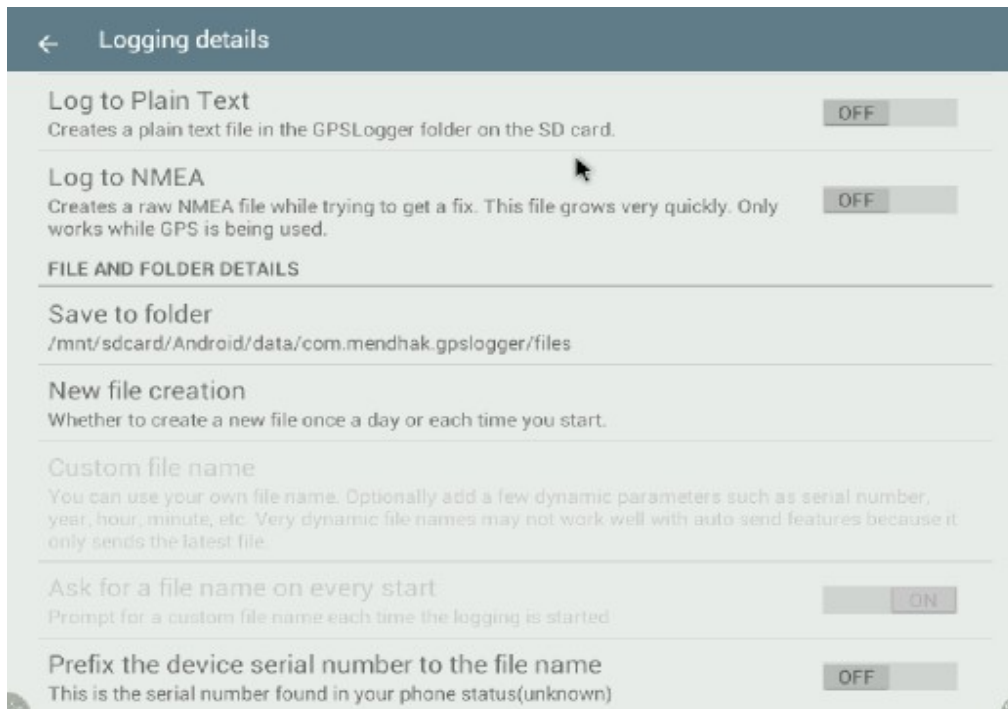 Logging details
Log to Plain Text
Creates a plain text file in the GPSLogger folder on the SD card.
OFF
Log to NMEA
Creates a raw NMEA file while trying to get a fix. This file grows very quickly. Only
works while GPS is being used.
OFF
FILE AND FOLDER DETAILS
Save to folder
/mnt/sdcard/Android/data/com.mendhak.gpslogger/files
New file creation
Whether to create a new file once a day or each time you start.
Custom file name
You can use your own file name. Optionally add a few dynamic parameters such as serial number,
year, hour, minute, etc. Very dynamic file names may not work well with auto send features because it
only sends the latest file.
Ask for a file name on every start
Prompt for a custom file name each time the logging is started
ON
Prefix the device serial number to the file name
This is the serial number found in your phone status(unknown)
OFF